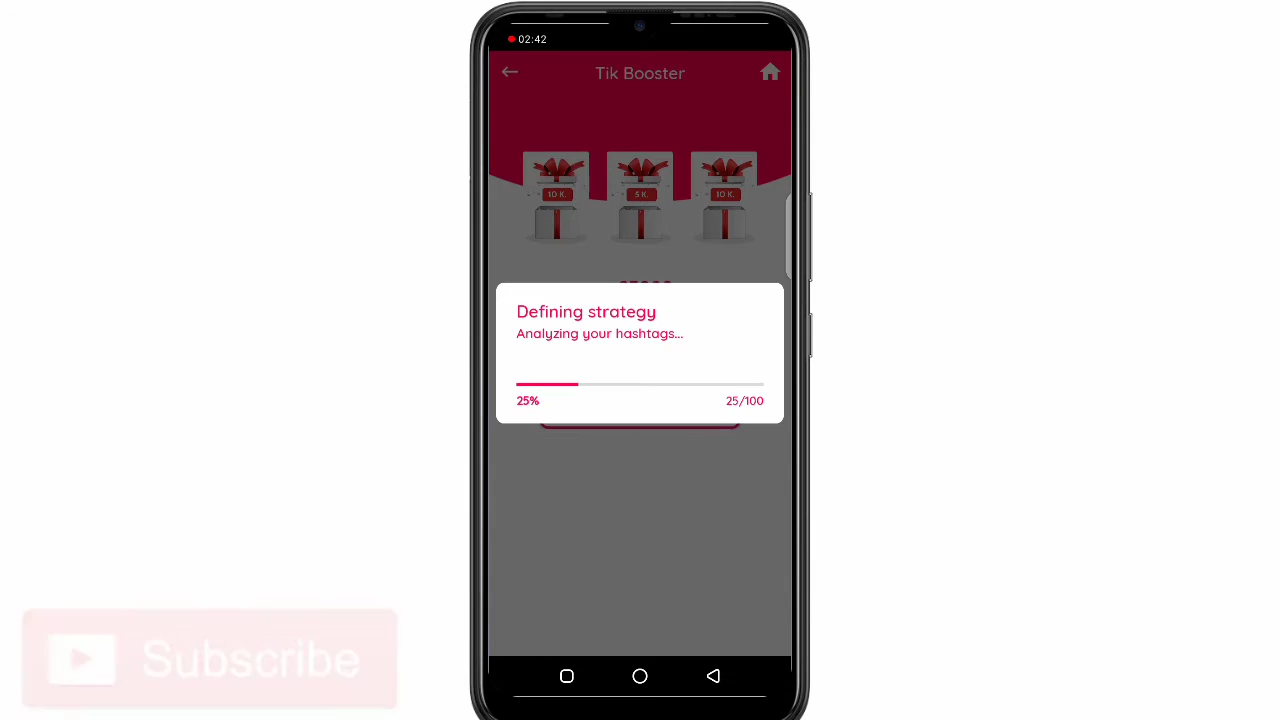 02:42
Tik Booster
10 K.
5 K.
10 K.
Defining strategy
Analyzing your hashtags...
25%
25/100
Subscribe